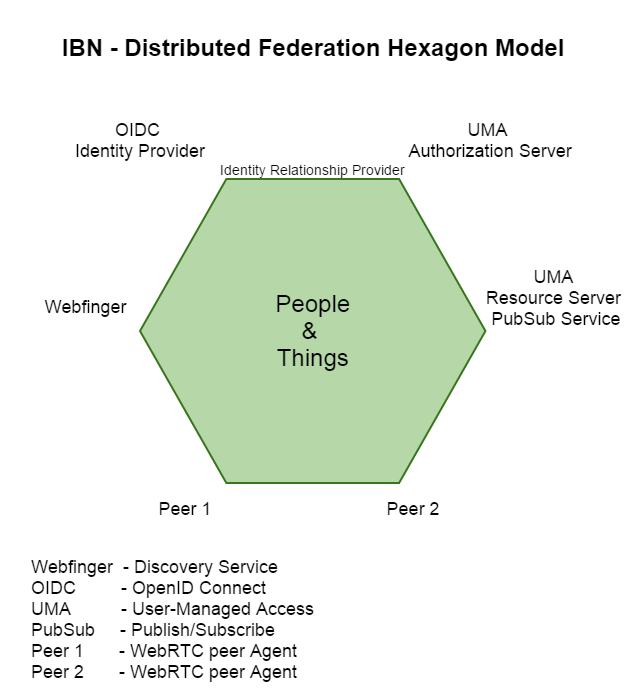 IBN - Distributed Federation Hexagon Model
OIDC
Identity Provider
UMA
Authorization Server
Identity Relationship Provider
Webfinger
People
&
Things
UMA
Resource Server
PubSub Service
Peer 1
Peer 2
Webfinger - Discovery Service
OIDC - OpenID Connect
UMA - User-Managed Access
PubSub - Publish/Subscribe
Peer 1 - WebRTC peer Agent
Peer 2 - WebRTC peer Agent